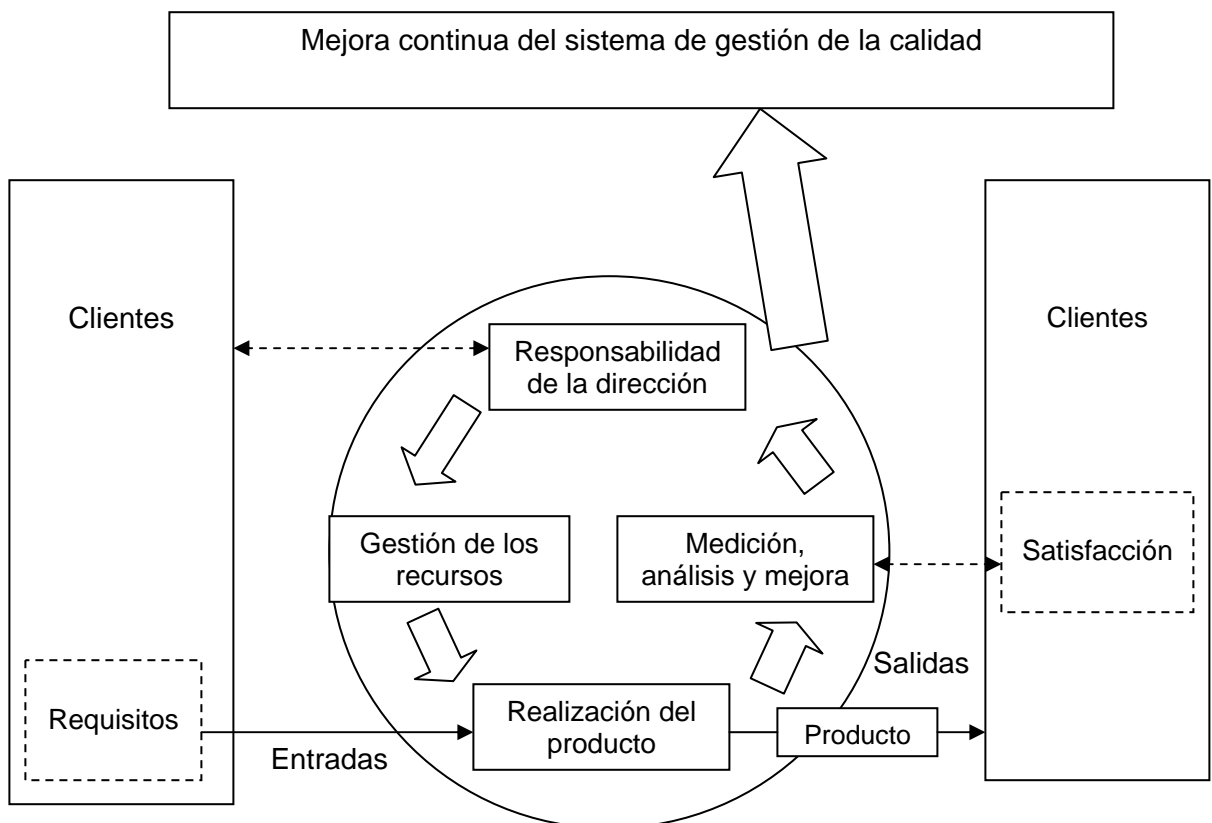 Mejora continua del sistema de gestión de la calidad
Clientes
Clientes
Responsabilidad
de la dirección
Gestión de los
recursos
Medición,
análisis y mejora
Satisfacción
Salidas
Requisitos
Entradas
Realización del
producto
Producto